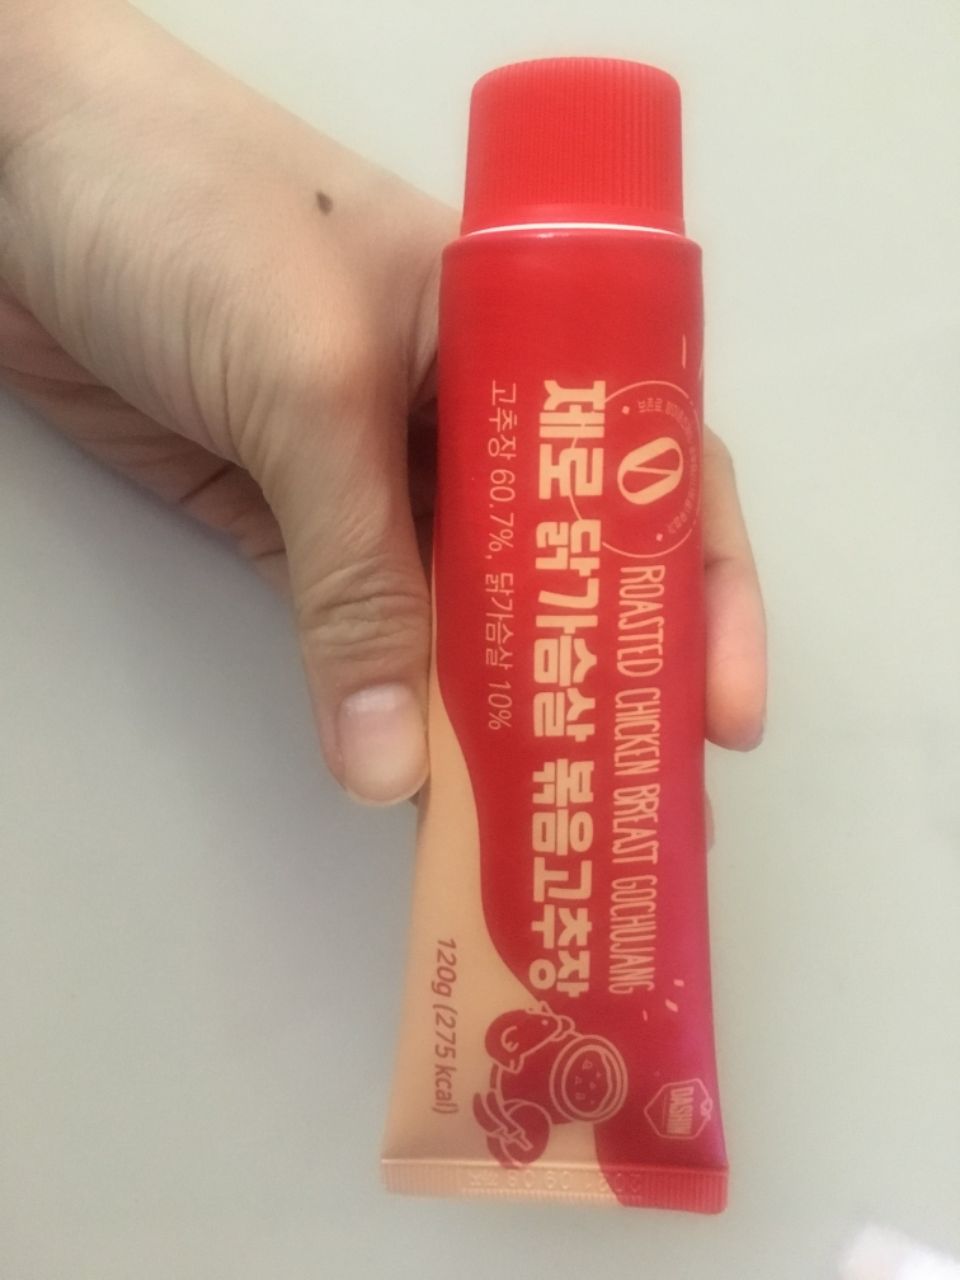 ROASTED CHICKEN BREAST GOCHUJANG
제로 닭가슴살 볶음고추장
고추장 60.7%, 닭가슴살 10%
120g (275 kcal)